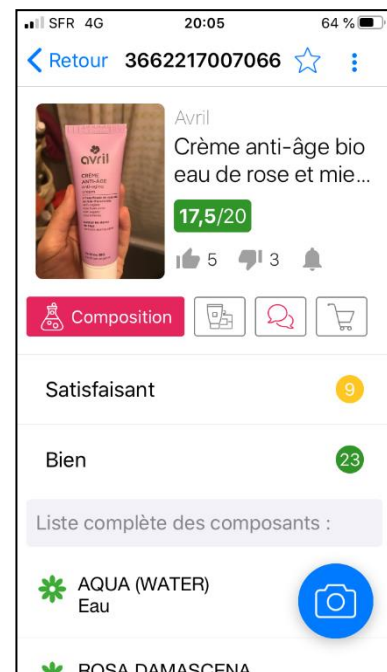 SFR 4G 20:05 64 %
Retour 3662217007066
Avril
Crème anti-âge bio
eau de rose et mie...
17,5/20
5 3
avril
CRÈME
ANTI-ÂGE
Composition
Satisfaisant 9
Bien 23
Liste complète des composants :
AQUA (WATER)
Eau
ROSA DAMASCENA